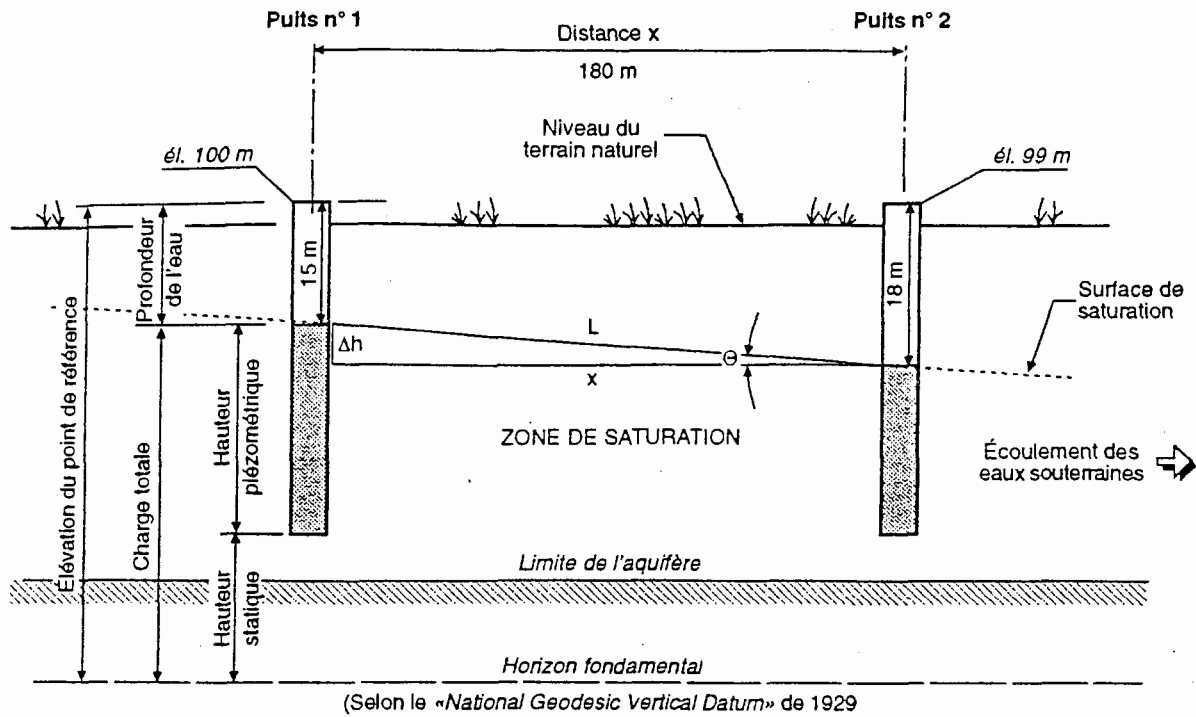 Puits n° 1
Puits n° 2
Distance x
180 m
Niveau du
terrain naturel
él. 100 m
él. 99 m
Elévation du point de référence
Profondeur
de l'eau
Charge totale
Hauteur
piézométrique
Hauteur
statique
15 m
18 m
Surface de
saturation
L
Δh
Θ
x
ZONE DE SATURATION
Écoulement des
eaux souterraines
Limite de l'aquifère
Horizon fondamental
(Selon le «National Geodesic Vertical Datum» de 1929